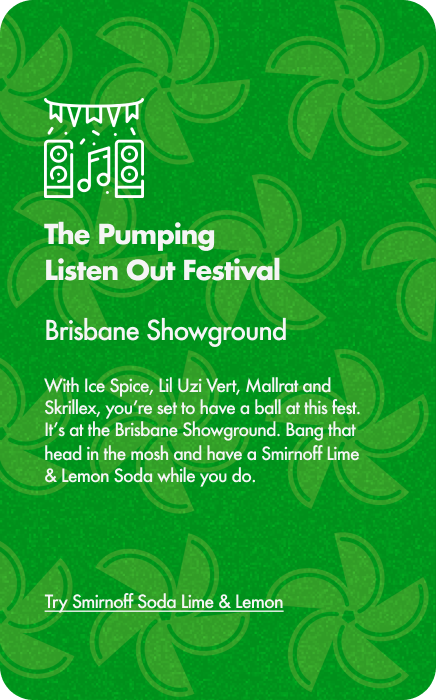 The Pumping
Listen Out Festival
Brisbane Showground
With Ice Spice, Lil Uzi Vert, Mallrat and
Skrillex, you’re set to have a ball at this fest.
It’s at the Brisbane Showground. Bang that
head in the mosh and have a Smirnoff Lime
& Lemon Soda while you do.
Try Smirnoff Soda Lime & Lemon